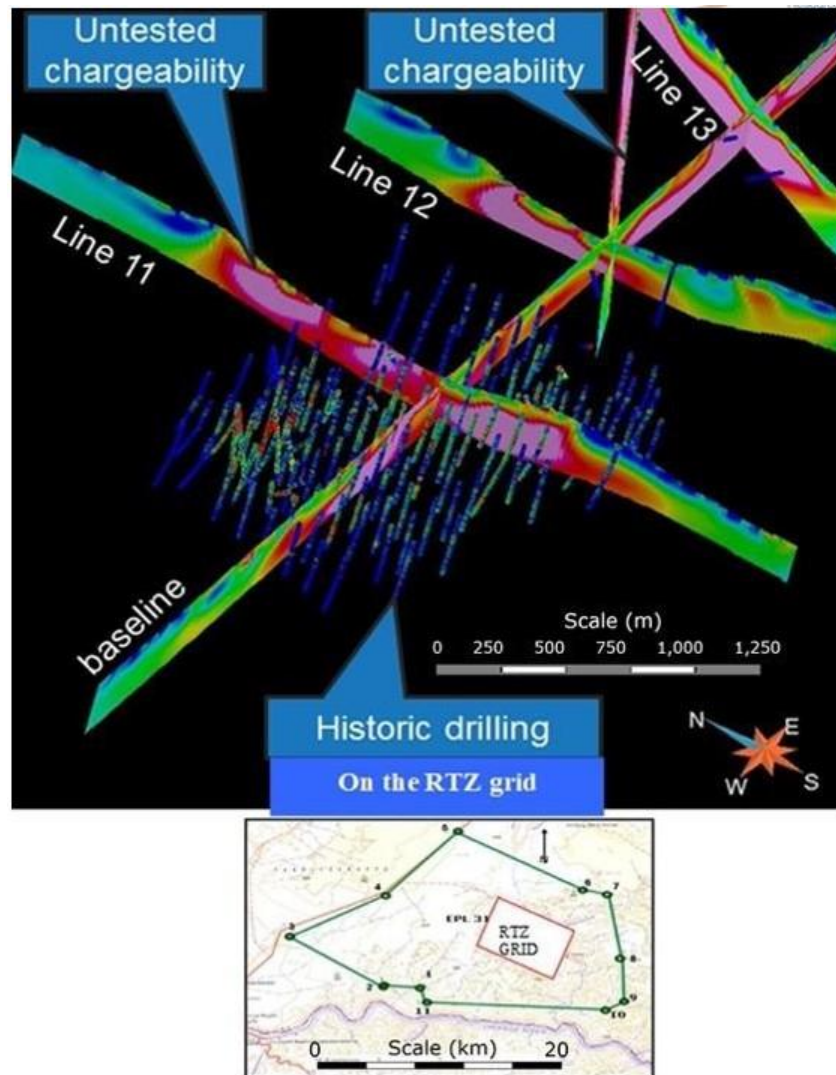 Untested
chargeability
Untested
chargeability
Line 13
Line 12
Line 11
baseline
Scale (m)
0 250 500 750 1,000 1,250
N E
W S
Historic drilling
On the RTZ grid
5
N
4
6 7
EPL 31
3
RTZ
GRID
8
2 1
11
9
10
Scale (km)
0 20